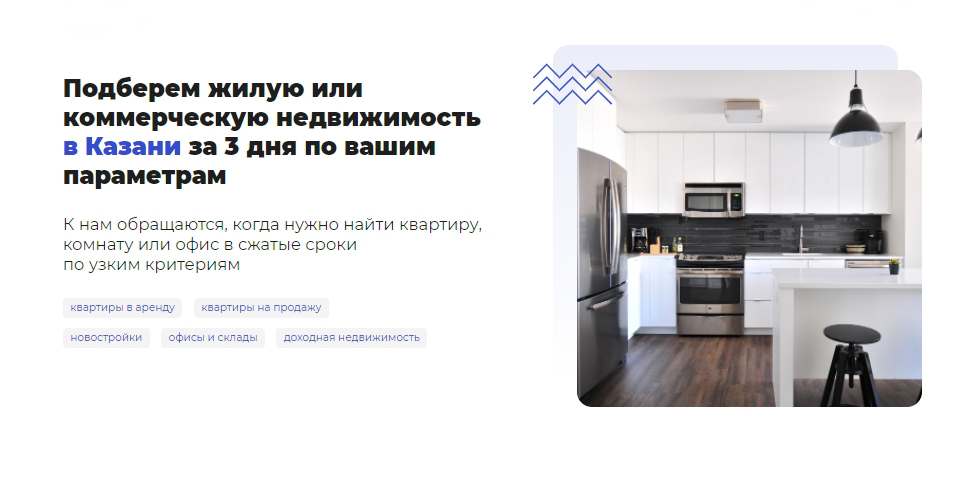 Подберем жилую или
коммерческую недвижимость
в Казани за 3 дня по вашим
параметрам
К нам обращаются, когда нужно найти квартиру,
комнату или офис в сжатые сроки
по узким критериям
квартиры в аренду квартиры на продажу
новостройки офисы и склады доходная недвижимость